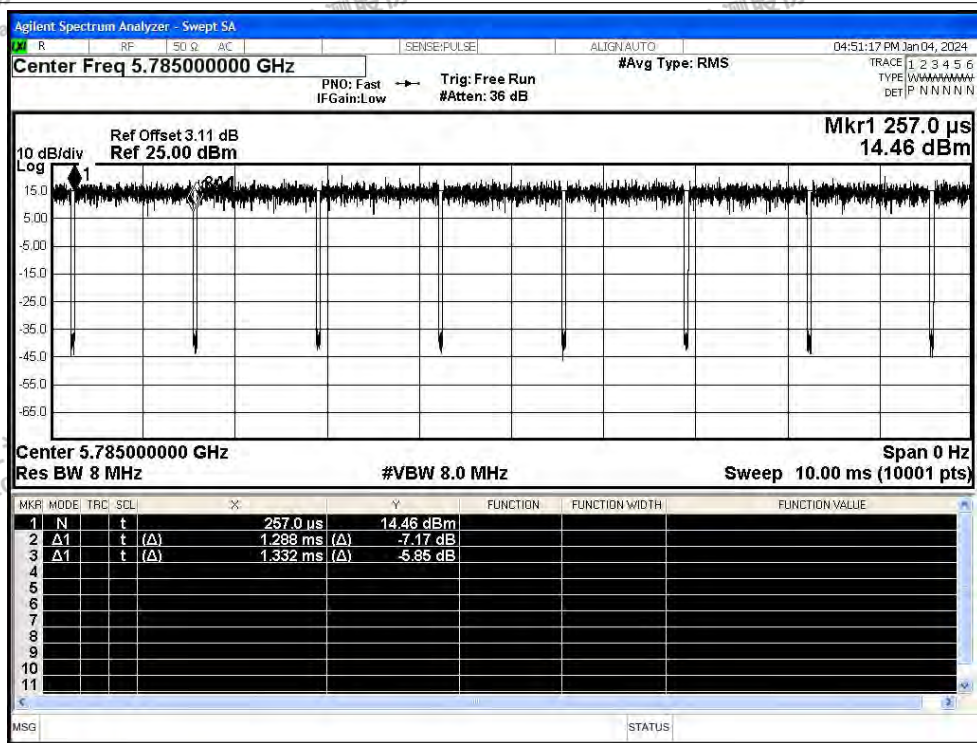 Agilent Spectrum Analyzer - Swept SA
R RF 50 Ω AC SENSE:PULSE ALIGN AUTO 04:51:17 PM Jan 04, 2024
Center Freq 5.785000000 GHz
PNO: Fast
IFGain:Low
Trig: Free Run
#Atten: 36 dB
#Avg Type: RMS
TRACE 1 2 3 4 5 6
TYPE
DET P N N N N N
Ref Offset 3.11 dB
10 dB/div Ref 25.00 dBm
Log
Mkr1 257.0 µs
14.46 dBm
1
15.0
5.00
-5.00
-15.0
-25.0
-35.0
-45.0
-55.0
-65.0
Center 5.785000000 GHz Span 0 Hz
Res BW 8 MHz #VBW 8.0 MHz Sweep 10.00 ms (10001 pts)
MKR MODE TRC SCL X Y FUNCTION FUNCTION WIDTH FUNCTION VALUE
1 N t 257.0 µs 14.46 dBm
2 Δ1 t (Δ) 1.288 ms (Δ) -7.17 dB
3 Δ1 t (Δ) 1.332 ms (Δ) -5.85 dB
4
5
6
7
8
9
10
11
MSG STATUS